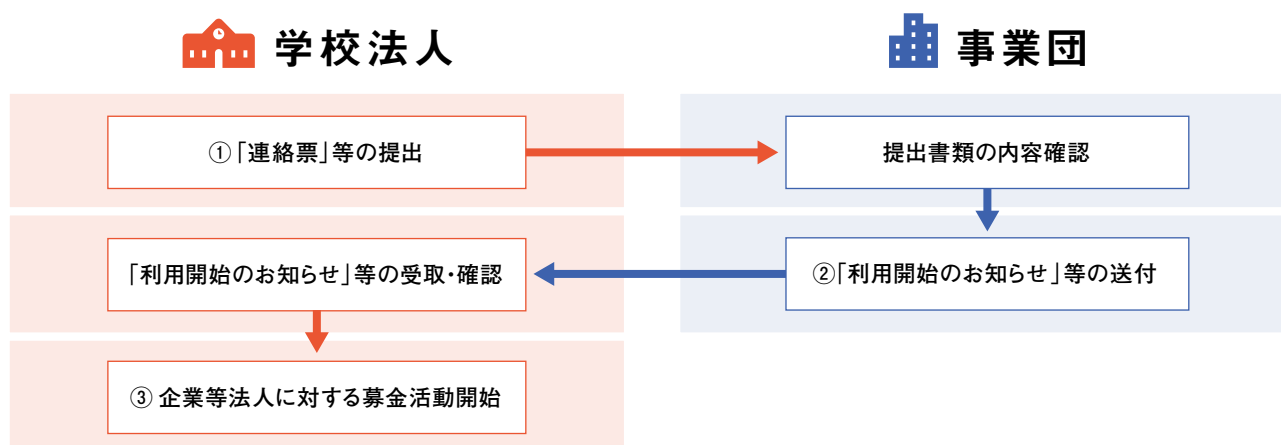 学校法人
事業団
①「連絡票」等の提出
提出書類の内容確認
「利用開始のお知らせ」等の受取・確認
②「利用開始のお知らせ」等の送付
③ 企業等法人に対する募金活動開始